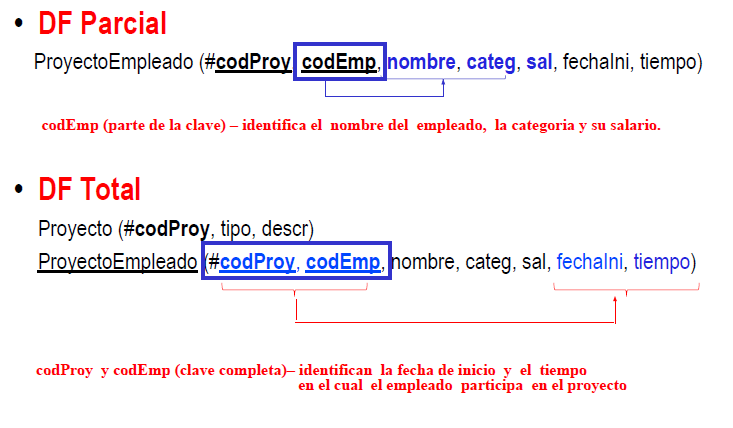 • DF Parcial
ProyectoEmpleado (#codProy, codEmp, nombre, categ, sal, fechaIni, tiempo)
codEmp (parte de la clave) – identifica el nombre del empleado, la categoria y su salario.
• DF Total
Proyecto (#codProy, tipo, descr)
ProyectoEmpleado (#codProy, codEmp, nombre, categ, sal, fechaIni, tiempo)
codProy y codEmp (clave completa)– identifican la fecha de inicio y el tiempo
en el cual el empleado participa en el proyecto